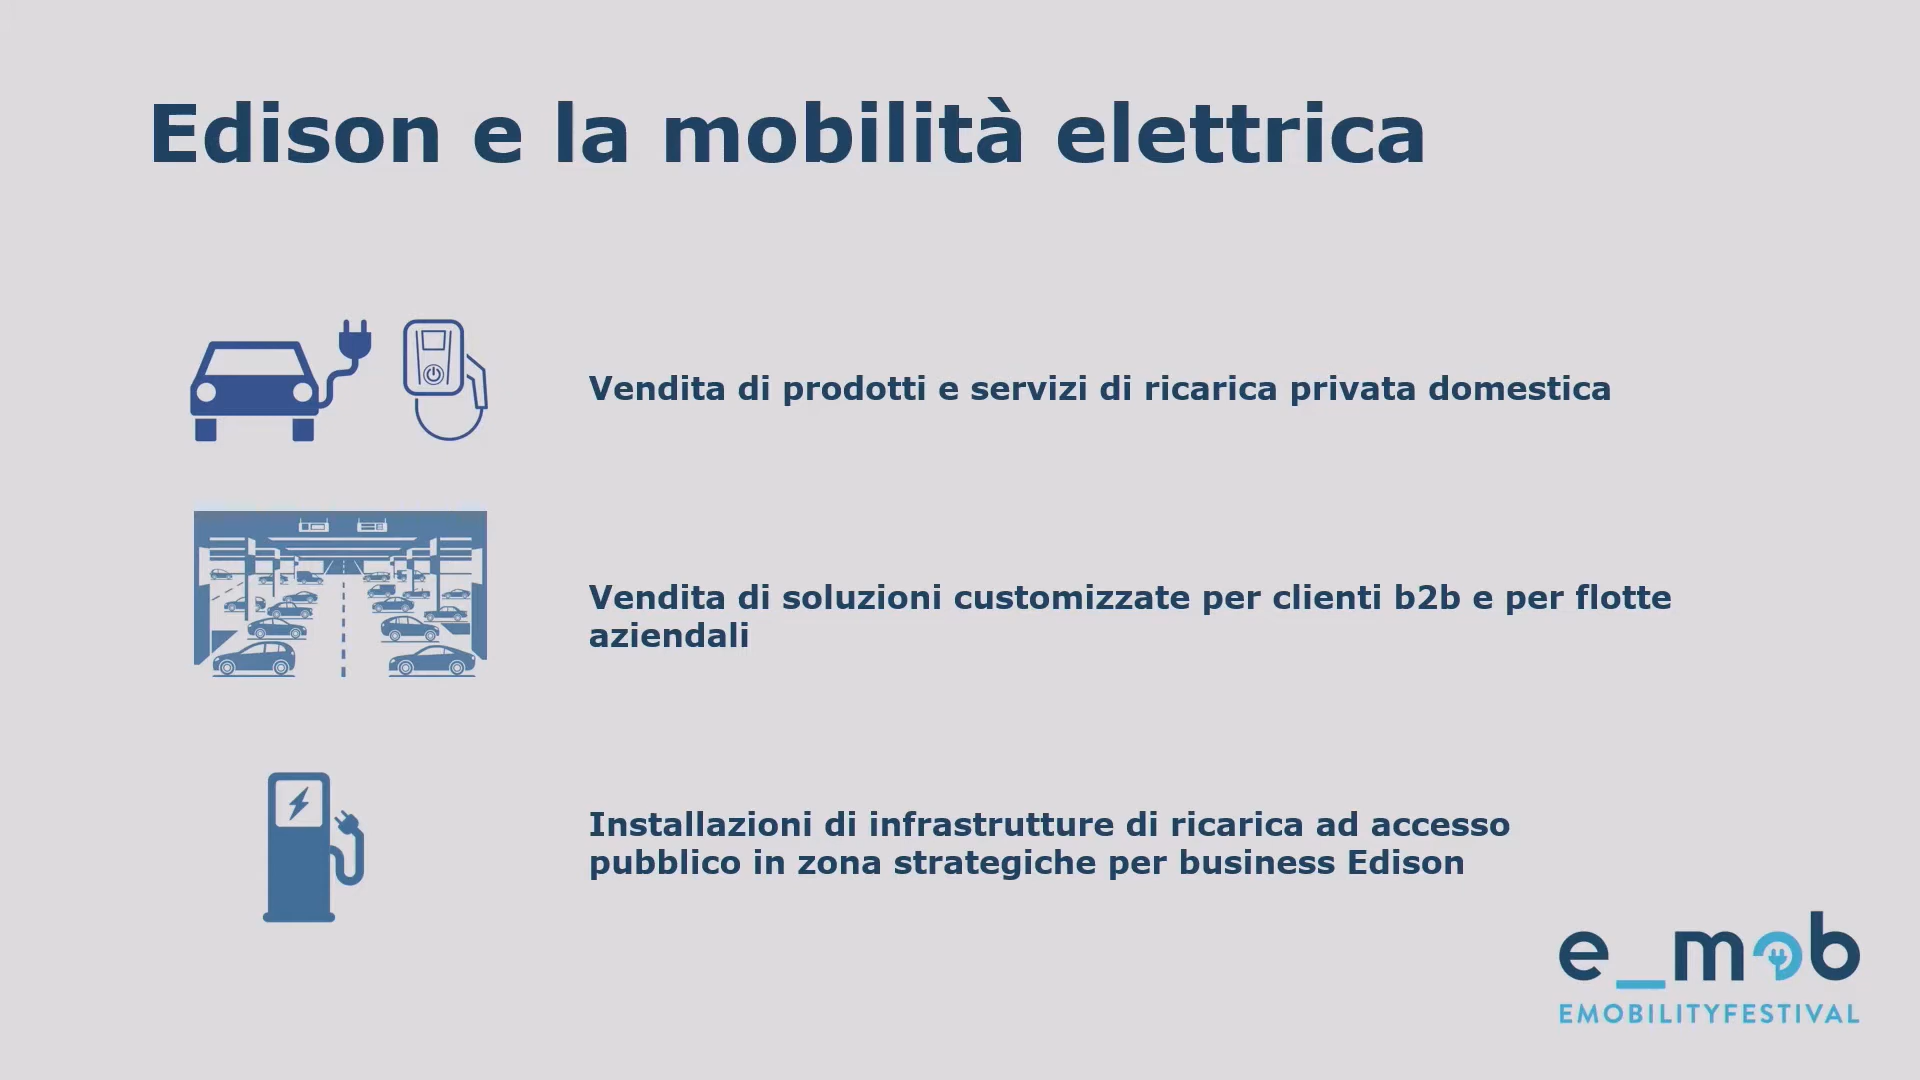 Edison e la mobilità elettrica
Vendita di prodotti e servizi di ricarica privata domestica
Vendita di soluzioni customizzate per clienti b2b e per flotte
aziendali
Installazioni di infrastrutture di ricarica ad accesso
pubblico in zona strategiche per business Edison
e_mob
EMOBILITYFESTIVAL